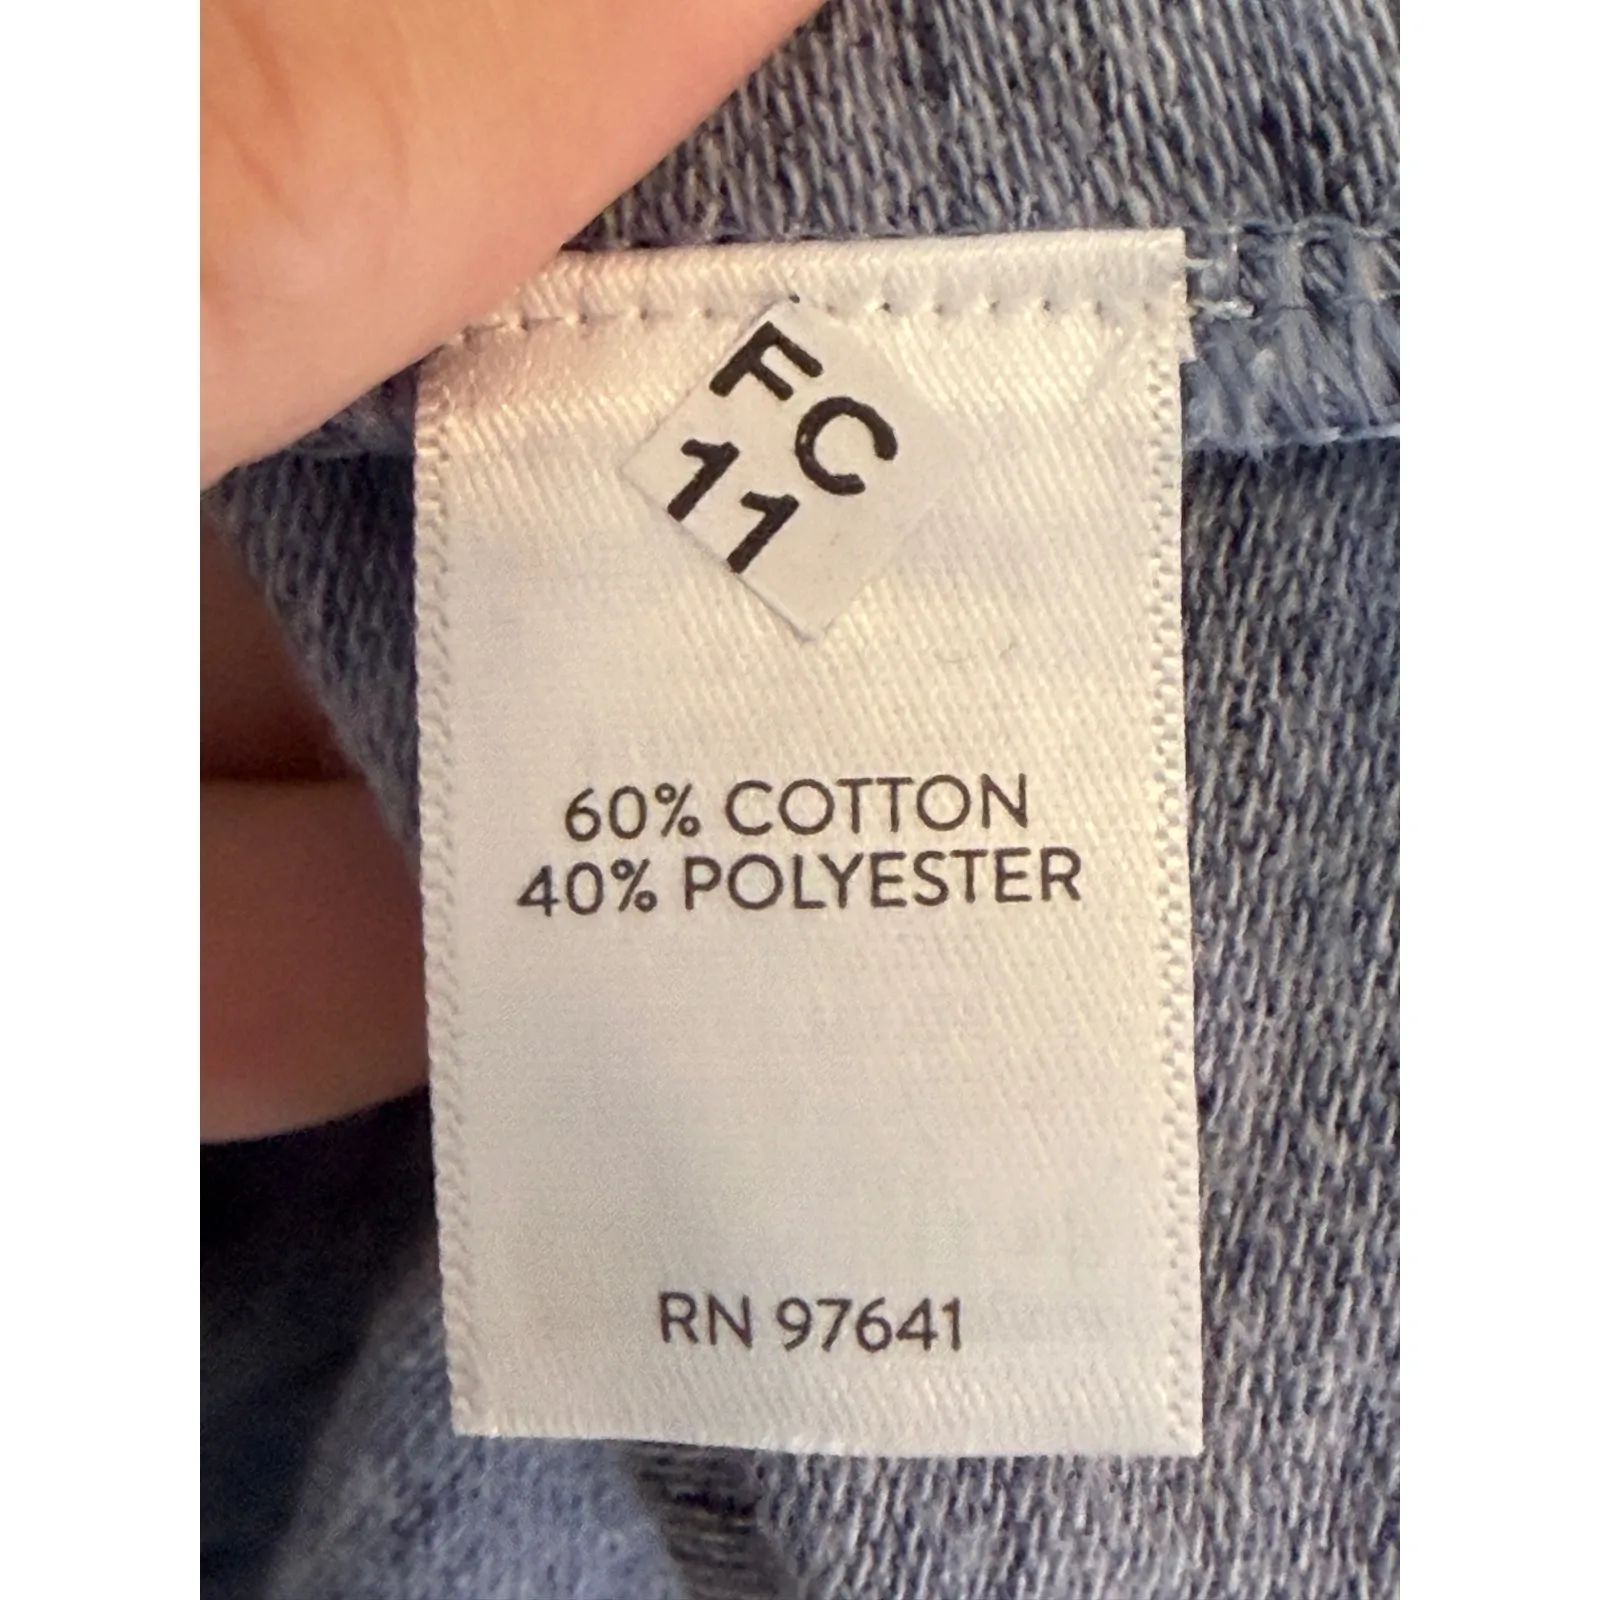 FC
11
60% COTTON
40% POLYESTER
RN 97641